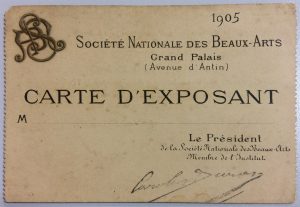 1905
Société Nationale des Beaux-Arts
Grand Palais
(Avenue d'Antin)
CARTE D'EXPOSANT
M
Le Président
de la Société Nationale des Beaux-Arts
Membre de l'Institut.